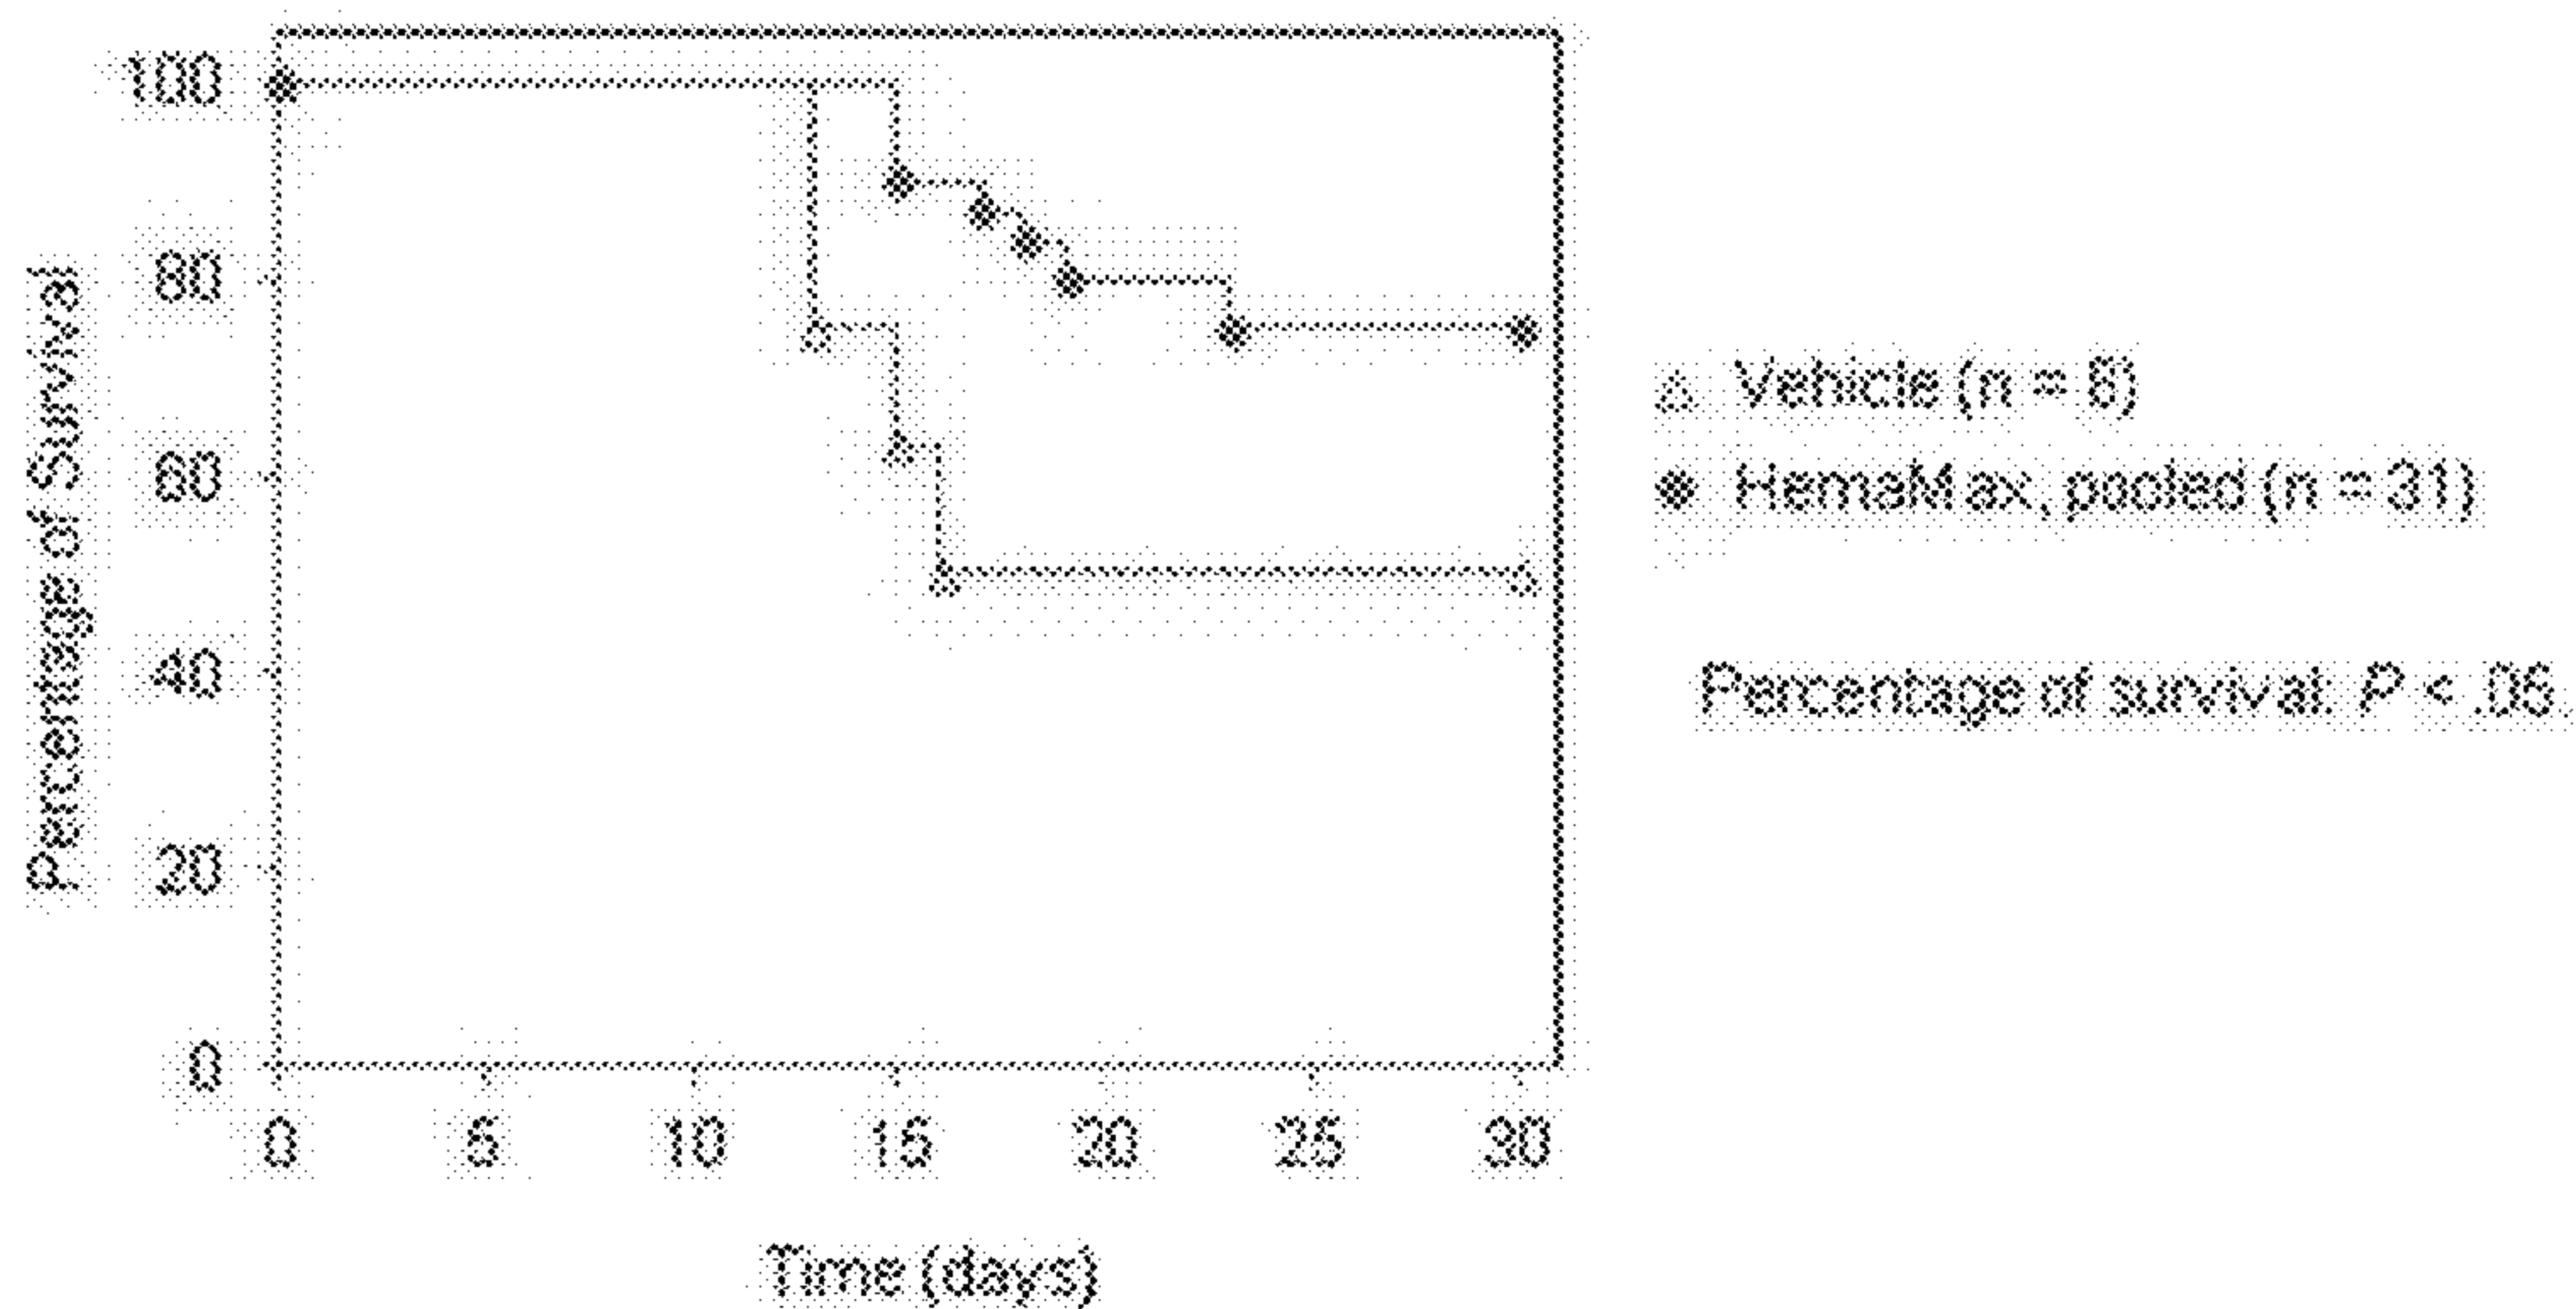 Percentage of Survival
100
80
60
40
20
0
0 5 10 15 20 25 30
Time (days)
Vehicle (n = 8)
HemaMax, pooled (n = 31)
Percentage of survival: P < .05